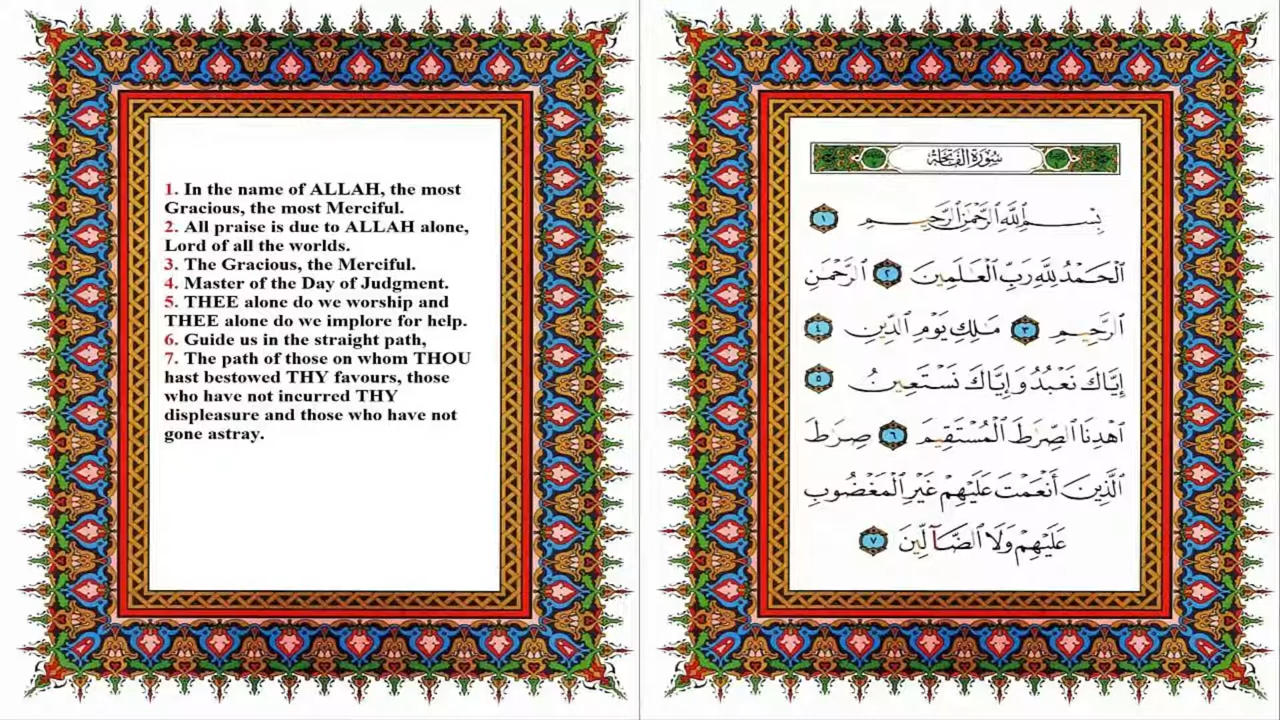 1. In the name of ALLAH, the most
Gracious, the most Merciful.
2. All praise is due to ALLAH alone,
Lord of all the worlds.
3. The Gracious, the Merciful.
4. Master of the Day of Judgment.
5. THEE alone do we worship and
THEE alone do we implore for help.
6. Guide us in the straight path,
7. The path of those on whom THOU
hast bestowed THY favours, those
who have not incurred THY
displeasure and those who have not
gone astray.
سُورَةُ الفَاتِحَةِ
بِسْمِ ٱللَّهِ ٱلرَّحْمَٰنِ ٱلرَّحِيمِ ١
ٱلْحَمْدُ لِلَّهِ رَبِّ ٱلْعَٰلَمِينَ ٢ ٱلرَّحْمَٰنِ
ٱلرَّحِيمِ ٣ مَٰلِكِ يَوْمِ ٱلدِّينِ ٤
إِيَّاكَ نَعْبُدُ وَإِيَّاكَ نَسْتَعِينُ ٥
ٱهْدِنَا ٱلصِّرَٰطَ ٱلْمُسْتَقِيمَ ٦ صِرَٰطَ
ٱلَّذِينَ أَنْعَمْتَ عَلَيْهِمْ غَيْرِ ٱلْمَغْضُوبِ
عَلَيْهِمْ وَلَا ٱلضَّآلِّينَ ٧